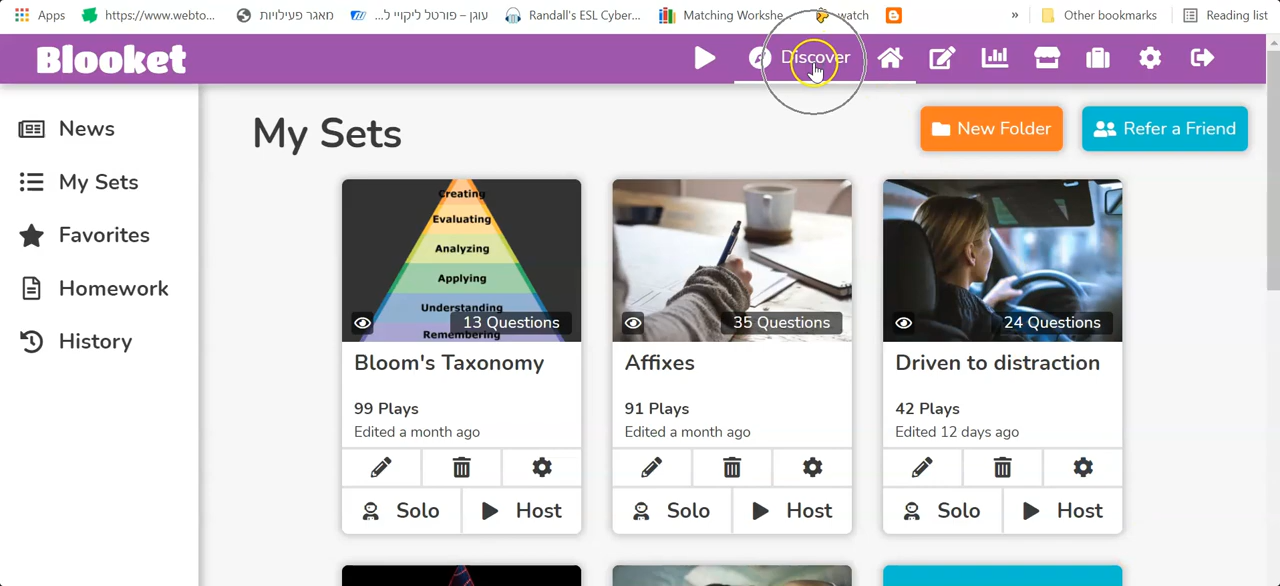 Apps https://www.webto... מאגר פעילויות עוגן – פורטל ליקויי ל... Randall's ESL Cyber... Matching Workshe... watch » Other bookmarks Reading list
Blooket Discover
News
My Sets
Favorites
Homework
History
My Sets
New Folder Refer a Friend
Creating
Evaluating
Analyzing
Applying
Understanding
Remembering
13 Questions
Bloom's Taxonomy
99 Plays
Edited a month ago
Solo Host
35 Questions
Affixes
91 Plays
Edited a month ago
Solo Host
24 Questions
Driven to distraction
42 Plays
Edited 12 days ago
Solo Host